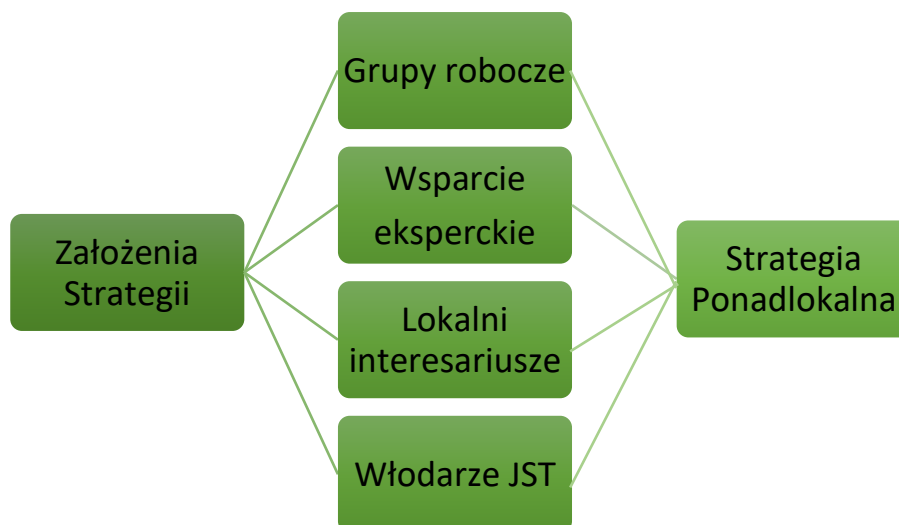 Założenia
Strategii
Grupy robocze
Wsparcie
eksperckie
Lokalni
interesariusze
Włodarze JST
Strategia
Ponadlokalna